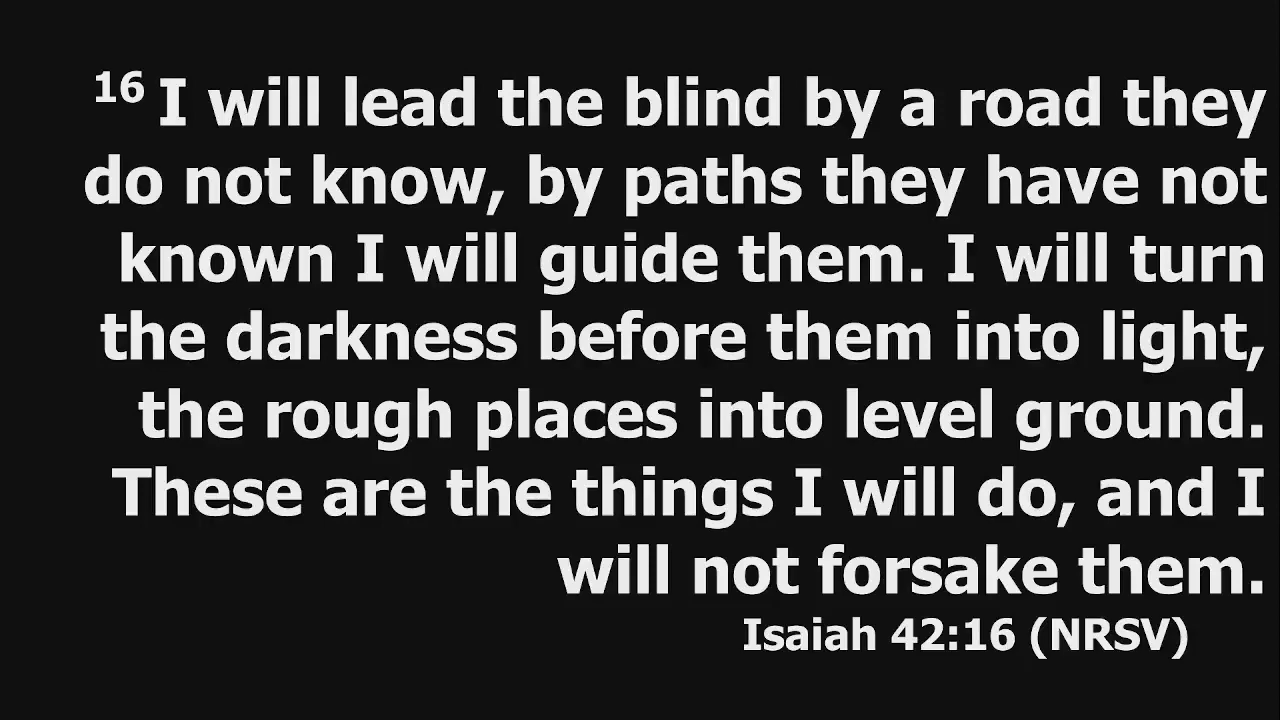 16 I will lead the blind by a road they
do not know, by paths they have not
known I will guide them. I will turn
the darkness before them into light,
the rough places into level ground.
These are the things I will do, and I
will not forsake them.
Isaiah 42:16 (NRSV)